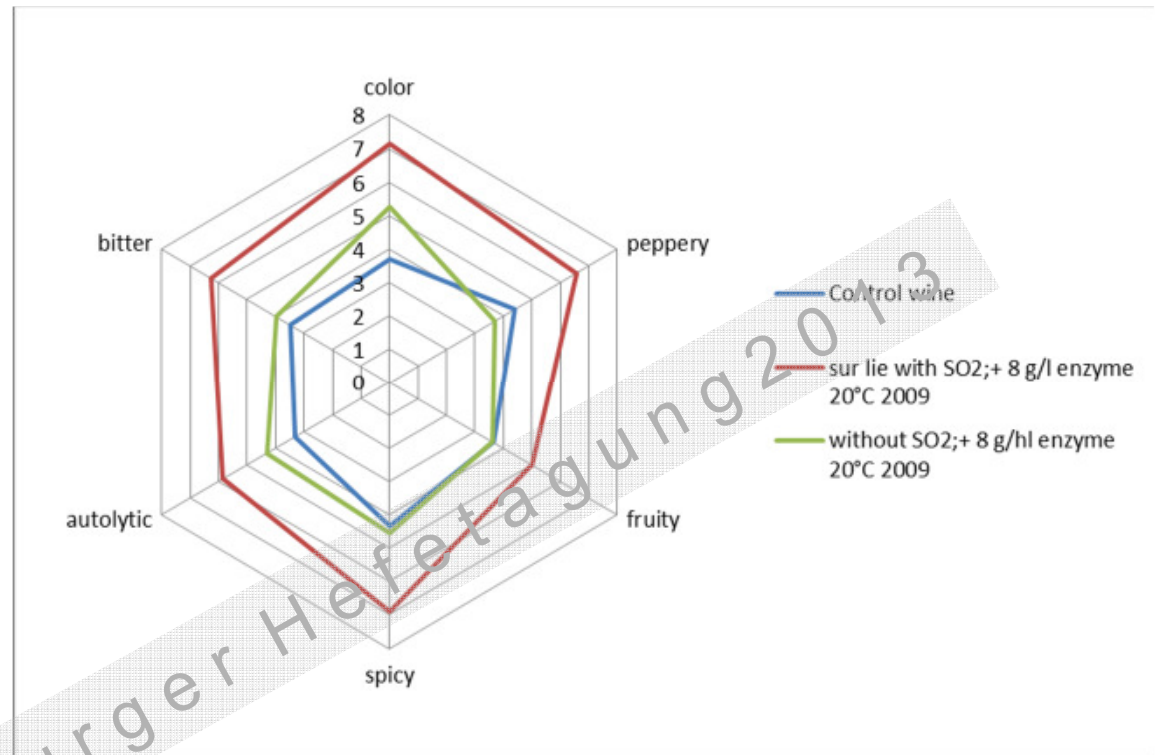 color
8
7
6
5
4
3
2
1
0
bitter
peppery
autolytic
fruity
spicy
Control wine
sur lie with SO2;+ 8 g/l enzyme
20°C 2009
without SO2;+ 8 g/hl enzyme
20°C 2009
urger Hefetagung 2013